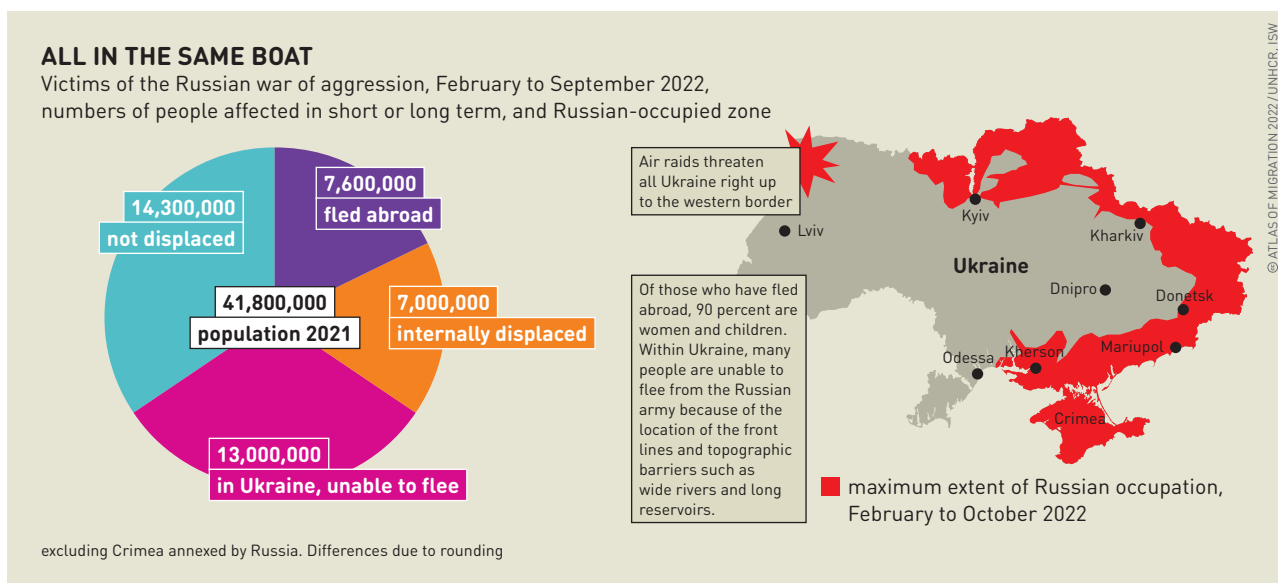 ALL IN THE SAME BOAT
Victims of the Russian war of aggression, February to September 2022,
numbers of people affected in short or long term, and Russian-occupied zone
7,600,000
fled abroad
14,300,000
not displaced
41,800,000
population 2021
7,000,000
internally displaced
13,000,000
in Ukraine, unable to flee
excluding Crimea annexed by Russia. Differences due to rounding
Air raids threaten
all Ukraine right up
to the western border
Of those who have fled
abroad, 90 percent are
women and children.
Within Ukraine, many
people are unable to
flee from the Russian
army because of the
location of the front
lines and topographic
barriers such as
wide rivers and long
reservoirs.
Lviv
Kyiv
Kharkiv
Ukraine
Dnipro
Donetsk
Odessa
Kherson
Mariupol
Crimea
maximum extent of Russian occupation,
February to October 2022
© ATLAS OF MIGRATION 2022 / UNHCR, ISW